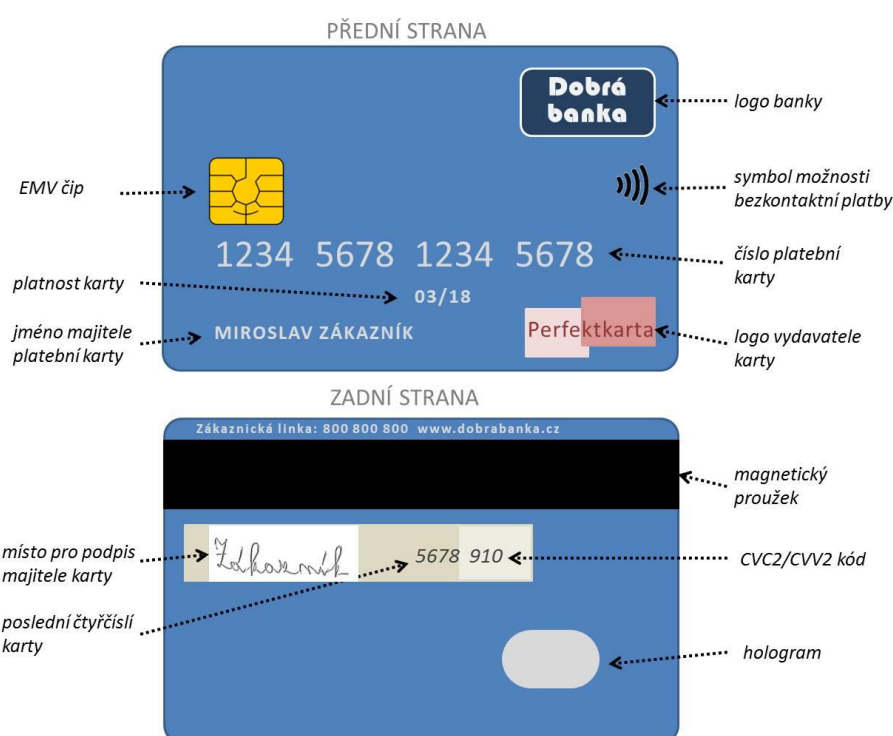 PŘEDNÍ STRANA
Dobrá
banka
logo banky
EMV čip
symbol možnosti
bezkontaktní platby
1234 5678 1234 5678
číslo platební
karty
platnost karty
03/18
jméno majitele
platební karty
MIROSLAV ZÁKAZNÍK
Perfektkarta
logo vydavatele
karty
ZADNÍ STRANA
Zákaznická linka: 800 800 800 www.dobrabanka.cz
magnetický
proužek
místo pro podpis
majitele karty
Zákazník
5678 910
CVC2/CVV2 kód
poslední čtyřčíslí
karty
hologram